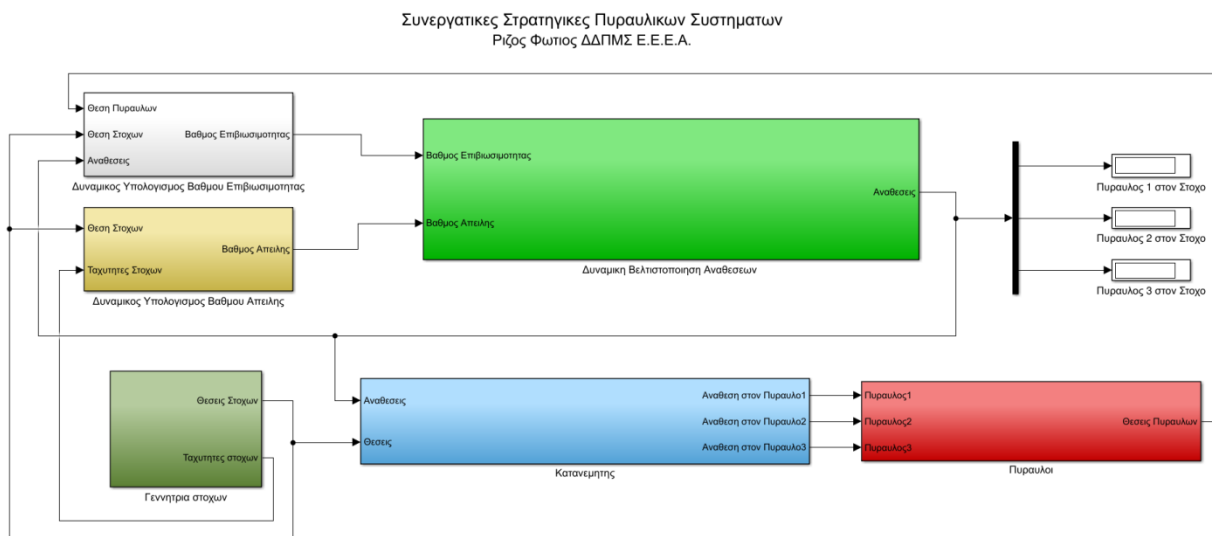 Συνεργατικες Στρατηγικες Πυραυλικων Συστηματων
Ριζος Φωτιος ΔΔΠΜΣ Ε.Ε.Ε.Α.
Θεση Πυραυλων
Θεση Στοχων
Αναθεσεις
Βαθμος Επιβιωσιμοτητας
Δυναμικος Υπολογισμος Βαθμου Επιβιωσιμοτητας
Θεση Στοχων
Ταχυτητες Στοχων
Βαθμος Απειλης
Δυναμικος Υπολογισμος Βαθμου Απειλης
Βαθμος Επιβιωσιμοτητας
Βαθμος Απειλης
Αναθεσεις
Δυναμικη Βελτιστοποιηση Αναθεσεων
Πυραυλος 1 στον Στοχο
Πυραυλος 2 στον Στοχο
Πυραυλος 3 στον Στοχο
Θεσεις Στοχων
Ταχυτητες στοχων
Γεννητρια στοχων
Αναθεσεις
Θεσεις
Αναθεση στον Πυραυλο1
Αναθεση στον Πυραυλο2
Αναθεση στον Πυραυλο3
Κατανεμητης
Πυραυλος1
Πυραυλος2
Πυραυλος3
Θεσεις Πυραυλων
Πυραυλοι